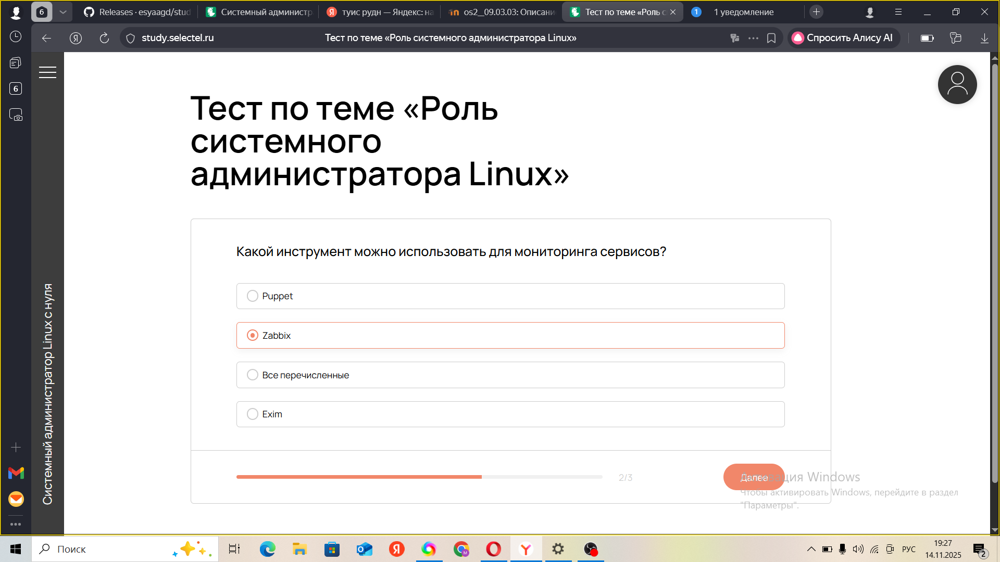 6
Releases · esyaagd/stud
Системный администр
туис рудн — Яндекс: на
os2__09.03.03: Описани
Тест по теме «Роль с
1
1 уведомление
study.selectel.ru
Тест по теме «Роль системного администратора Linux»
Спросить Алису AI
6
Системный администратор Linux с нуля
Тест по теме «Роль
системного
администратора Linux»
Какой инструмент можно использовать для мониторинга сервисов?
Puppet
Zabbix
Все перечисленные
Exim
2/3
Далее
Активация Windows
Чтобы активировать Windows, перейдите в раздел
"Параметры".
Поиск
РУС
19:27
14.11.2025
2